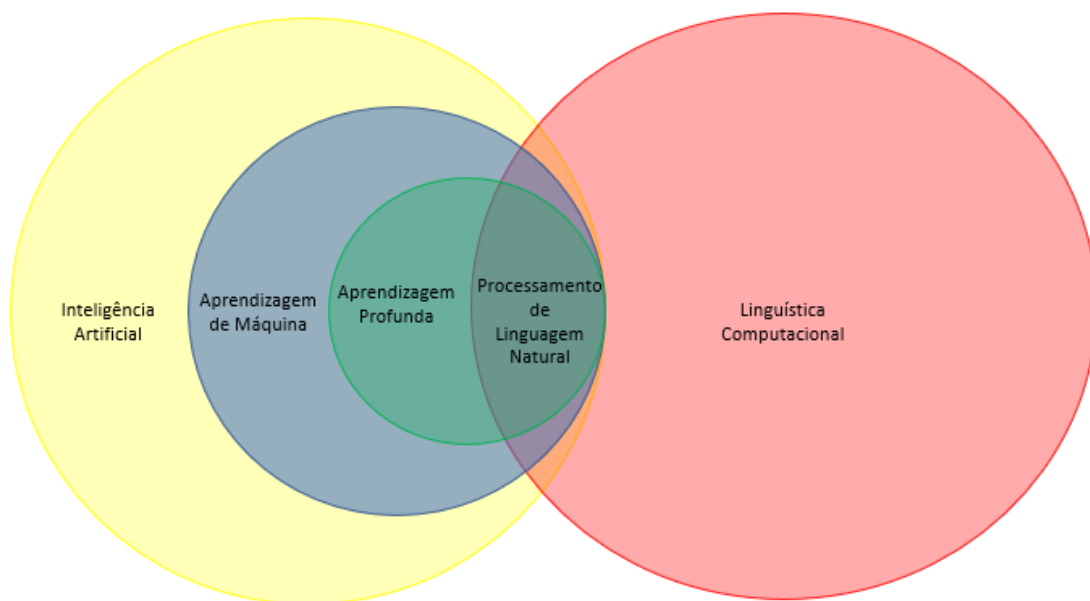 Inteligência
Artificial
Aprendizagem
de Máquina
Aprendizagem
Profunda
Processamento
de
Linguagem
Natural
Linguística
Computacional